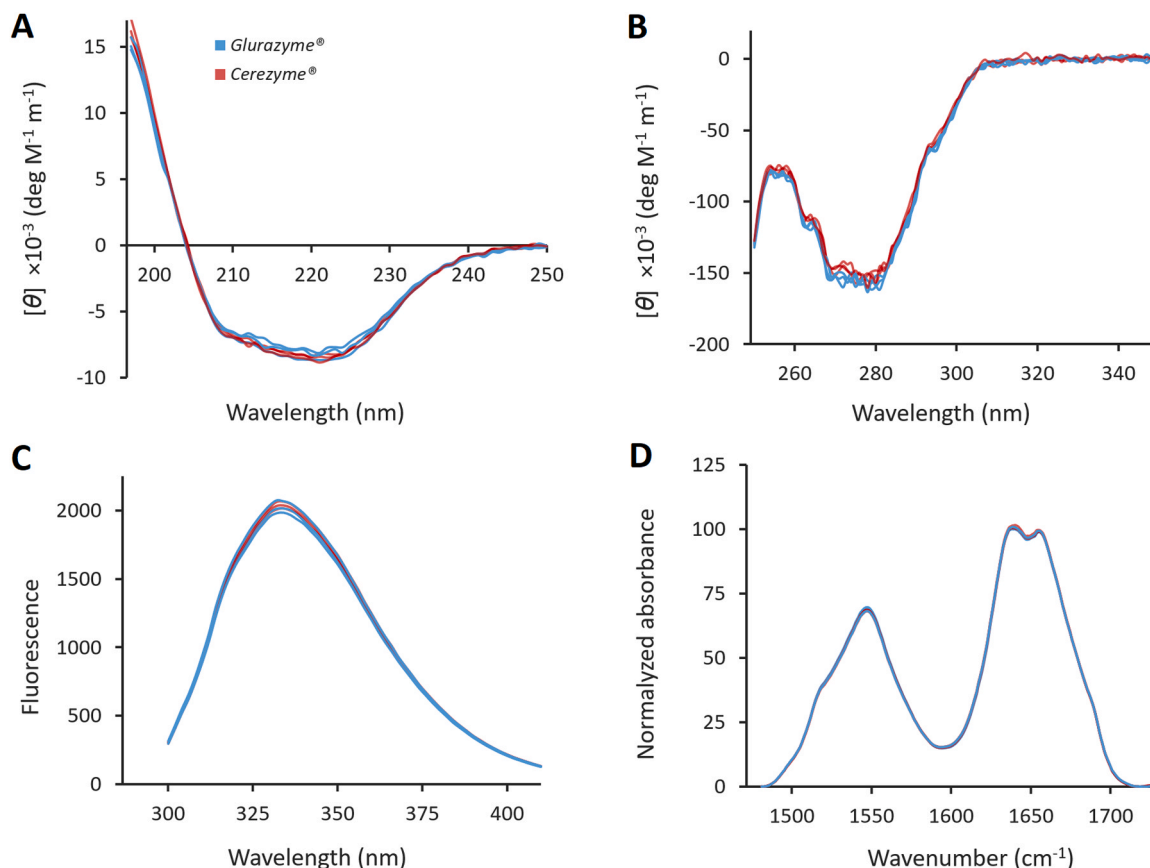 A
[θ] ×10⁻³ (deg M⁻¹ m⁻¹)
15
10
5
0
-5
-10
200 210 220 230 240 250
Wavelength (nm)
Glurazyme®
Cerezyme®
B
[θ] ×10⁻³ (deg M⁻¹ m⁻¹)
0
-50
-100
-150
-200
260 280 300 320 340
Wavelength (nm)
C
Fluorescence
2000
1500
1000
500
0
300 325 350 375 400
Wavelength (nm)
D
Normalized absorbance
125
100
75
50
25
0
1500 1550 1600 1650 1700
Wavenumber (cm⁻¹)